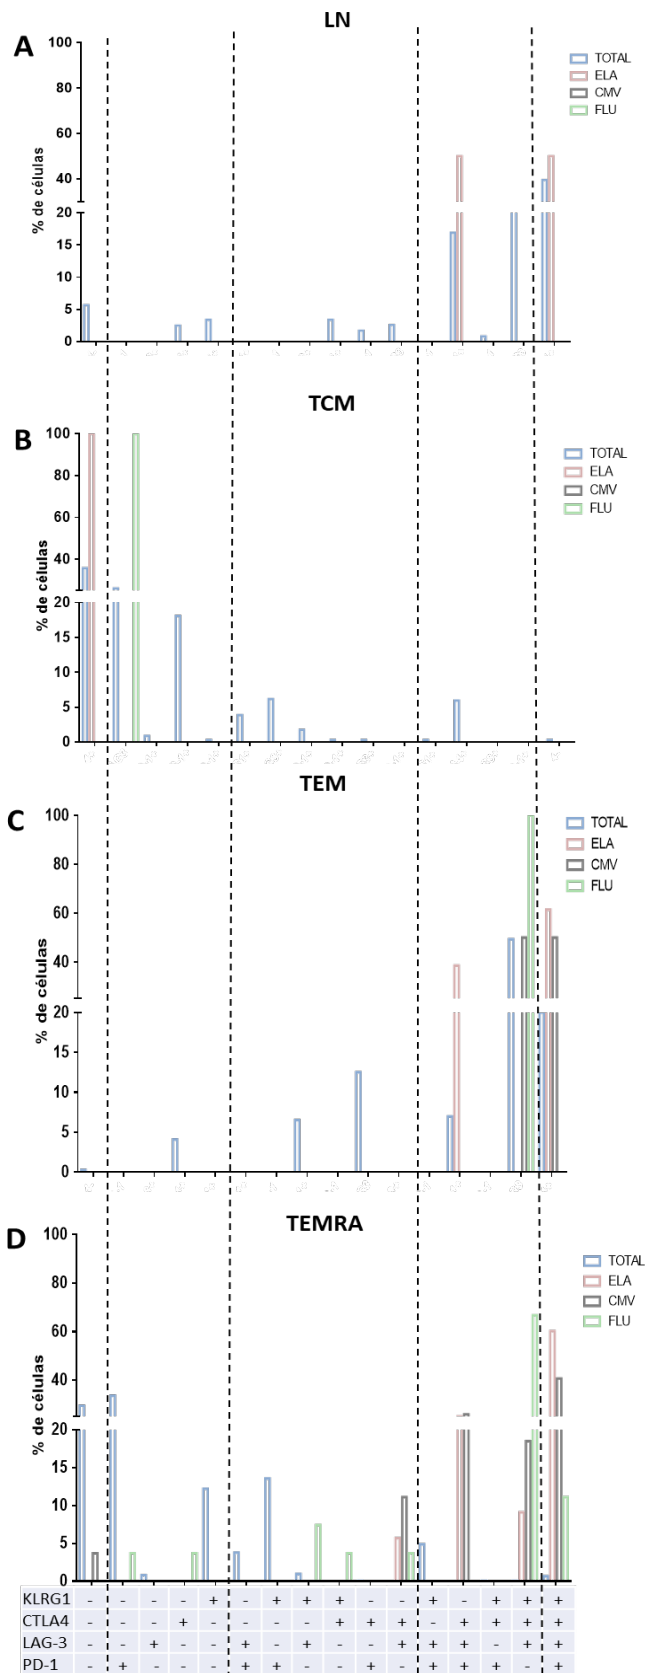 LN
A
100
80
60
40
20
15
10
5
0
% de células
TOTAL
ELA
CMV
FLU
TCM
B
100
80
60
40
20
15
10
5
0
% de células
TOTAL
ELA
CMV
FLU
TEM
C
100
80
60
40
20
15
10
5
0
% de células
TOTAL
ELA
CMV
FLU
TEMRA
D
100
80
60
40
20
15
10
5
0
% de células
TOTAL
ELA
CMV
FLU
KLRG1 - - - - + - + + + - - + - + + +
CTLA4 - - - + - - - - + + + - + + + +
LAG-3 - - + - - + - + - - + + + - + +
PD-1 - + - - - + + - - + - + + + - +